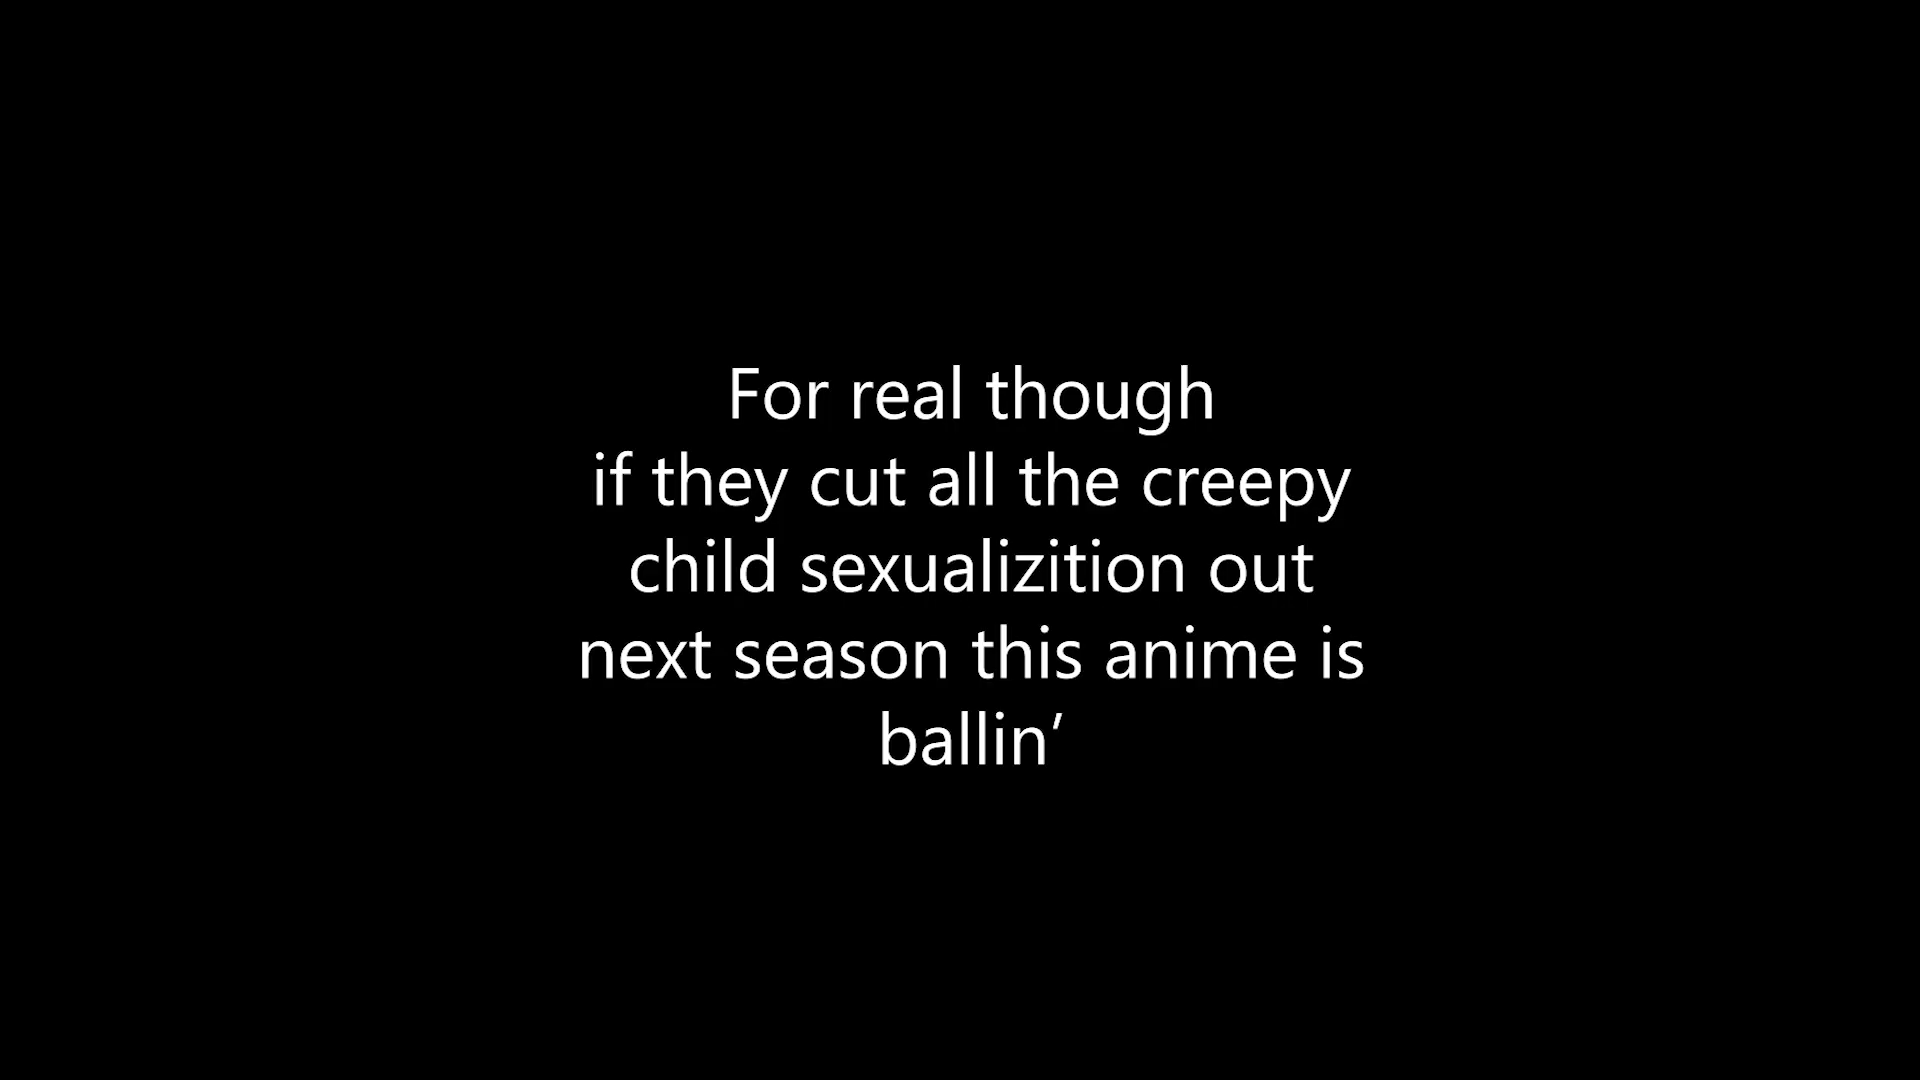 For real though
if they cut all the creepy
child sexualizition out
next season this anime is
ballin’